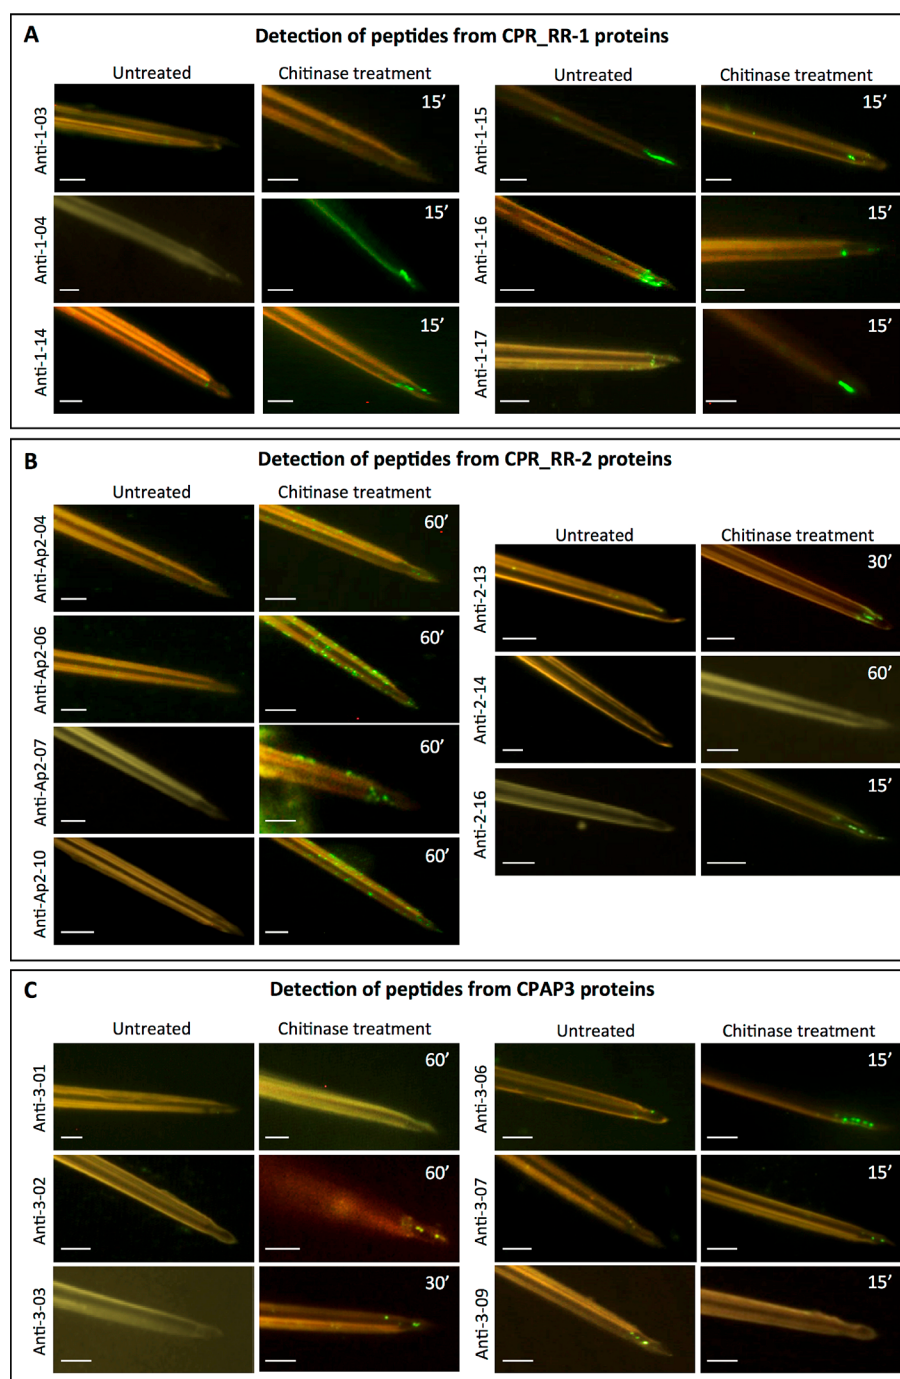 A
Detection of peptides from CPR_RR-1 proteins
Untreated
Chitinase treatment
Untreated
Chitinase treatment
Anti-1-03
15’
Anti-1-15
15’
Anti-1-04
15’
Anti-1-16
15’
Anti-1-14
15’
Anti-1-17
15’
B
Detection of peptides from CPR_RR-2 proteins
Untreated
Chitinase treatment
Anti-Ap2-04
60’
Anti-Ap2-06
60’
Anti-Ap2-07
60’
Anti-Ap2-10
60’
Untreated
Chitinase treatment
Anti-2-13
30’
Anti-2-14
60’
Anti-2-16
15’
C
Detection of peptides from CPAP3 proteins
Untreated
Chitinase treatment
Untreated
Chitinase treatment
Anti-3-01
60’
Anti-3-06
15’
Anti-3-02
60’
Anti-3-07
15’
Anti-3-03
30’
Anti-3-09
15’